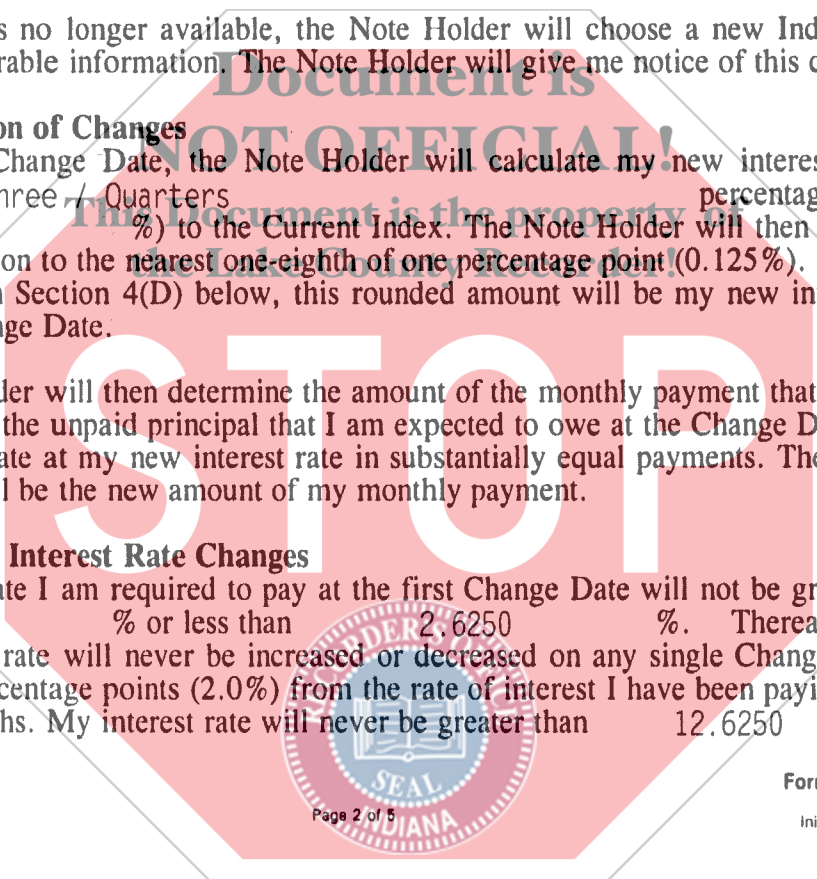 s no longer available, the Note Holder will choose a new Ind
rable information. The Note Holder will give me notice of this c
Document is
on of Changes
NOT OFFICIAL!
Change Date, the Note Holder will calculate my new interes
hree / Quarters percentag
This Document is the property of
%) to the Current Index. The Note Holder will then
the Lake County Recorder!
on to the nearest one-eighth of one percentage point (0.125%).
n Section 4(D) below, this rounded amount will be my new in
nge Date.
STOP
der will then determine the amount of the monthly payment that
the unpaid principal that I am expected to owe at the Change D
ate at my new interest rate in substantially equal payments. The
l be the new amount of my monthly payment.
Interest Rate Changes
ate I am required to pay at the first Change Date will not be gr
% or less than 2.6250 %. Therea
rate will never be increased or decreased on any single Chang
centage points (2.0%) from the rate of interest I have been payi
hs. My interest rate will never be greater than 12.6250
SEAL
INDIANA
Page 2 of 5
For
Ini